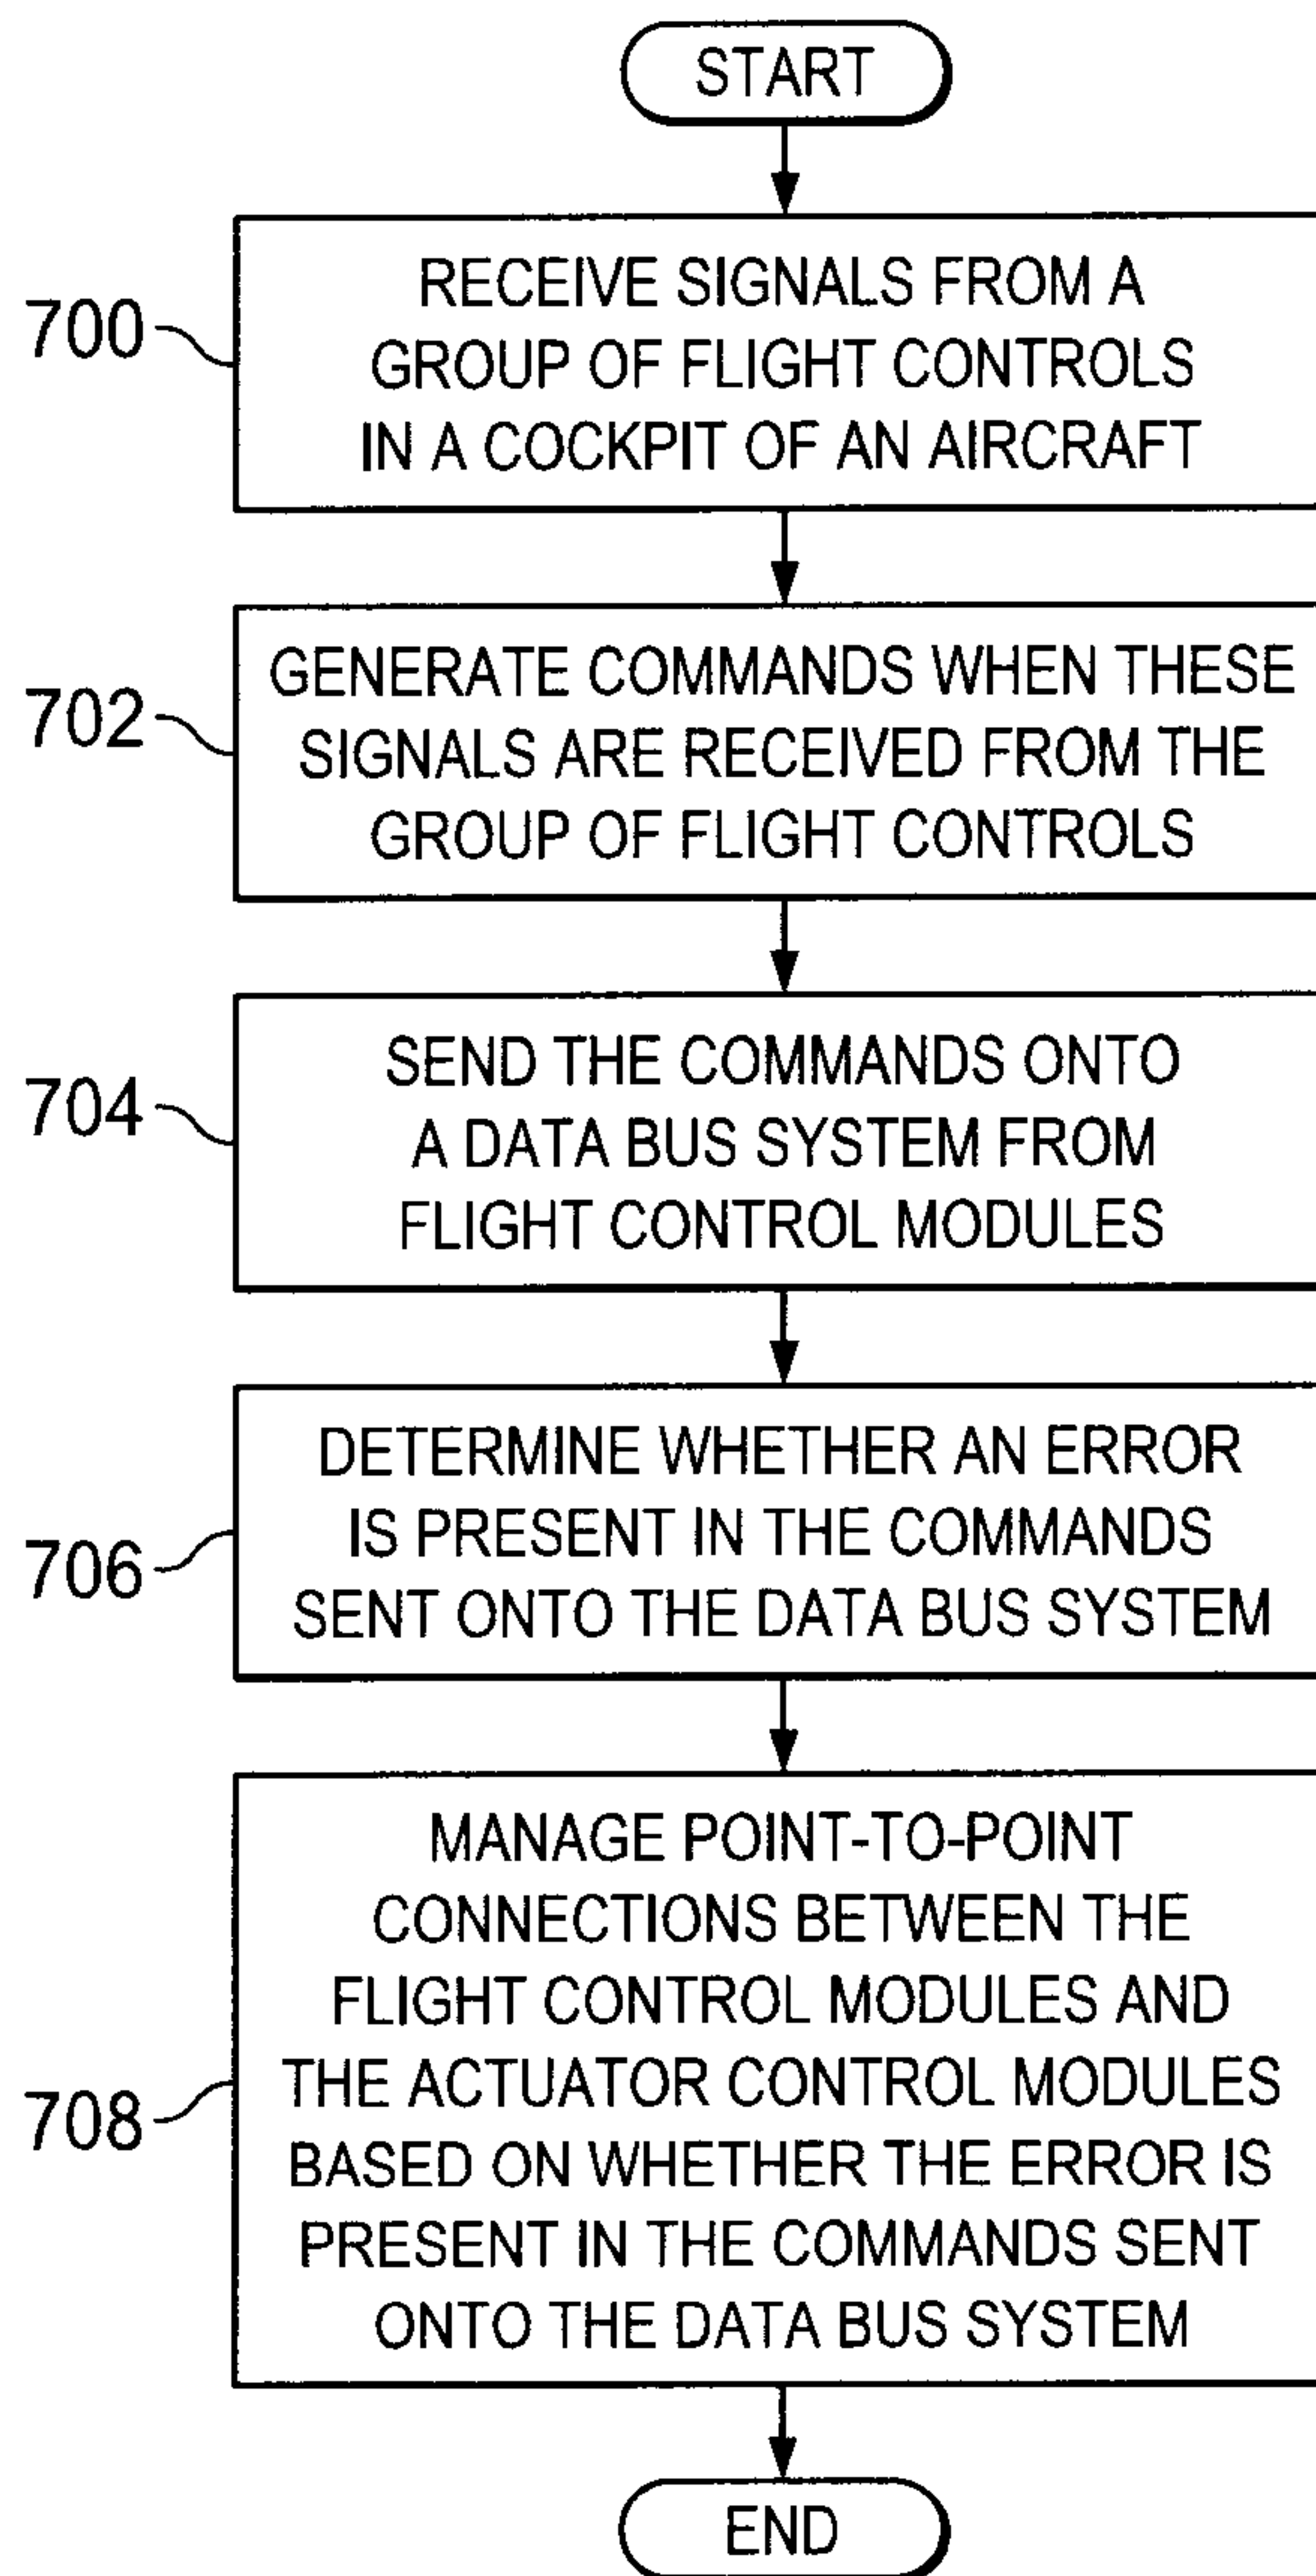 START
700
RECEIVE SIGNALS FROM A
GROUP OF FLIGHT CONTROLS
IN A COCKPIT OF AN AIRCRAFT
702
GENERATE COMMANDS WHEN THESE
SIGNALS ARE RECEIVED FROM THE
GROUP OF FLIGHT CONTROLS
704
SEND THE COMMANDS ONTO
A DATA BUS SYSTEM FROM
FLIGHT CONTROL MODULES
706
DETERMINE WHETHER AN ERROR
IS PRESENT IN THE COMMANDS
SENT ONTO THE DATA BUS SYSTEM
708
MANAGE POINT-TO-POINT
CONNECTIONS BETWEEN THE
FLIGHT CONTROL MODULES AND
THE ACTUATOR CONTROL MODULES
BASED ON WHETHER THE ERROR IS
PRESENT IN THE COMMANDS SENT
ONTO THE DATA BUS SYSTEM
END